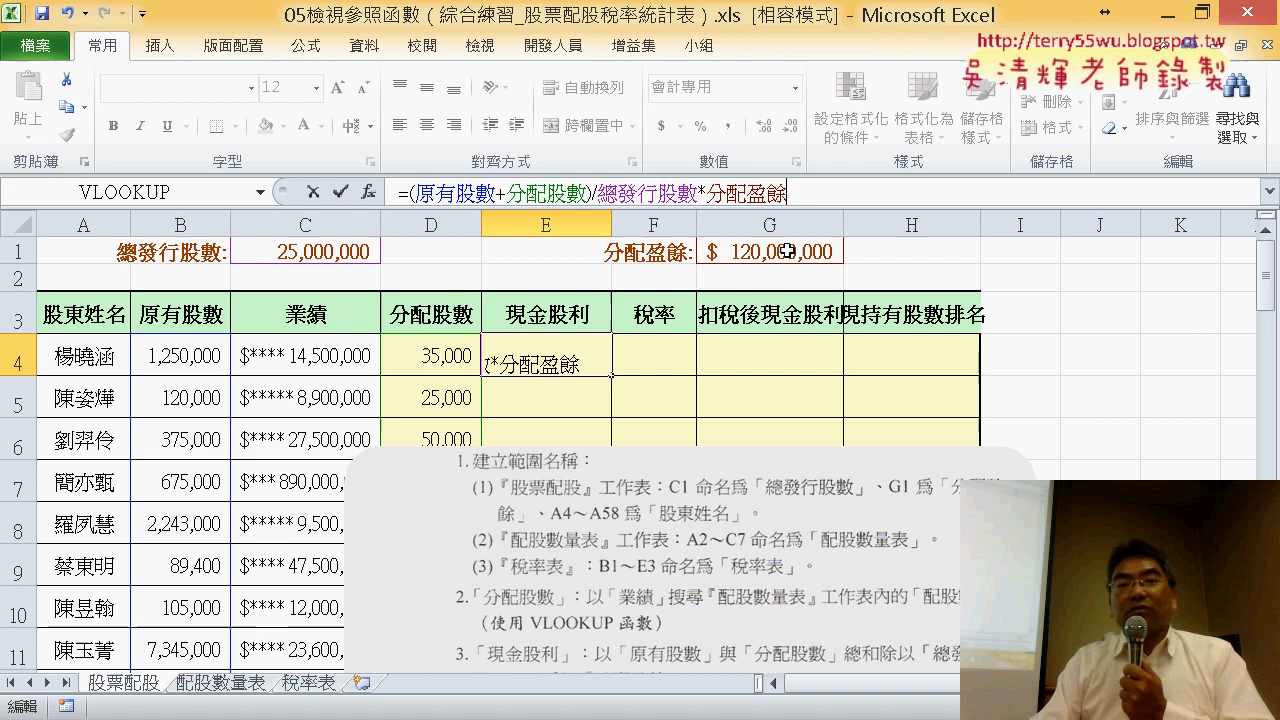 05檢視參照函數（綜合練習_股票配股稅率統計表）.xls [相容模式] - Microsoft Excel
檔案 常用 插入 版面配置 公式 資料 校閱 檢視 開發人員 增益集 小組
http://terry55wu.blogspot.tw
吳清輝老師錄製
貼上 12 自動換列 跨欄置中 會計專用 設定格式化的條件 格式化為表格 儲存格樣式 刪除 格式 排序與篩選 尋找與選取
剪貼簿 字型 對齊方式 數值 樣式 儲存格 編輯
VLOOKUP =(原有股數+分配股數)/總發行股數*分配盈餘
A B C D E F G H I J K
1 總發行股數: 25,000,000 分配盈餘: $ 120,000,000
2
3 股東姓名 原有股數 業績 分配股數 現金股利 稅率 扣稅後現金股利 現持有股數排名
4 楊曉涵 1,250,000 $**** 14,500,000 35,000 *分配盈餘
5 陳姿燁 120,000 $***** 8,900,000 25,000
6 劉羿伶 375,000 $**** 27,500,000 50,000
7 簡亦甄 675,000 $*** 890,000,
8 羅夙慧 2,243,000 $***** 9,500,
9 蔡東明 89,400 $**** 47,500,
10 陳昱翰 105,000 $**** 12,000,
11 陳玉菁 7,345,000 $**** 23,600,
1. 建立範圍名稱：
(1)『股票配股』工作表：C1 命名為「總發行股數」、G1 為「分配盈
餘」、A4～A58 為「股東姓名」。
(2)『配股數量表』工作表：A2～C7 命名為「配股數量表」。
(3)『稅率表』：B1～E3 命名為「稅率表」。
2.「分配股數」：以「業績」搜尋『配股數量表』工作表內的「配股
（使用 VLOOKUP 函數）
3.「現金股利」：以「原有股數」與「分配股數」總和除以「總發
股票配股 配股數量表 稅率表
編輯